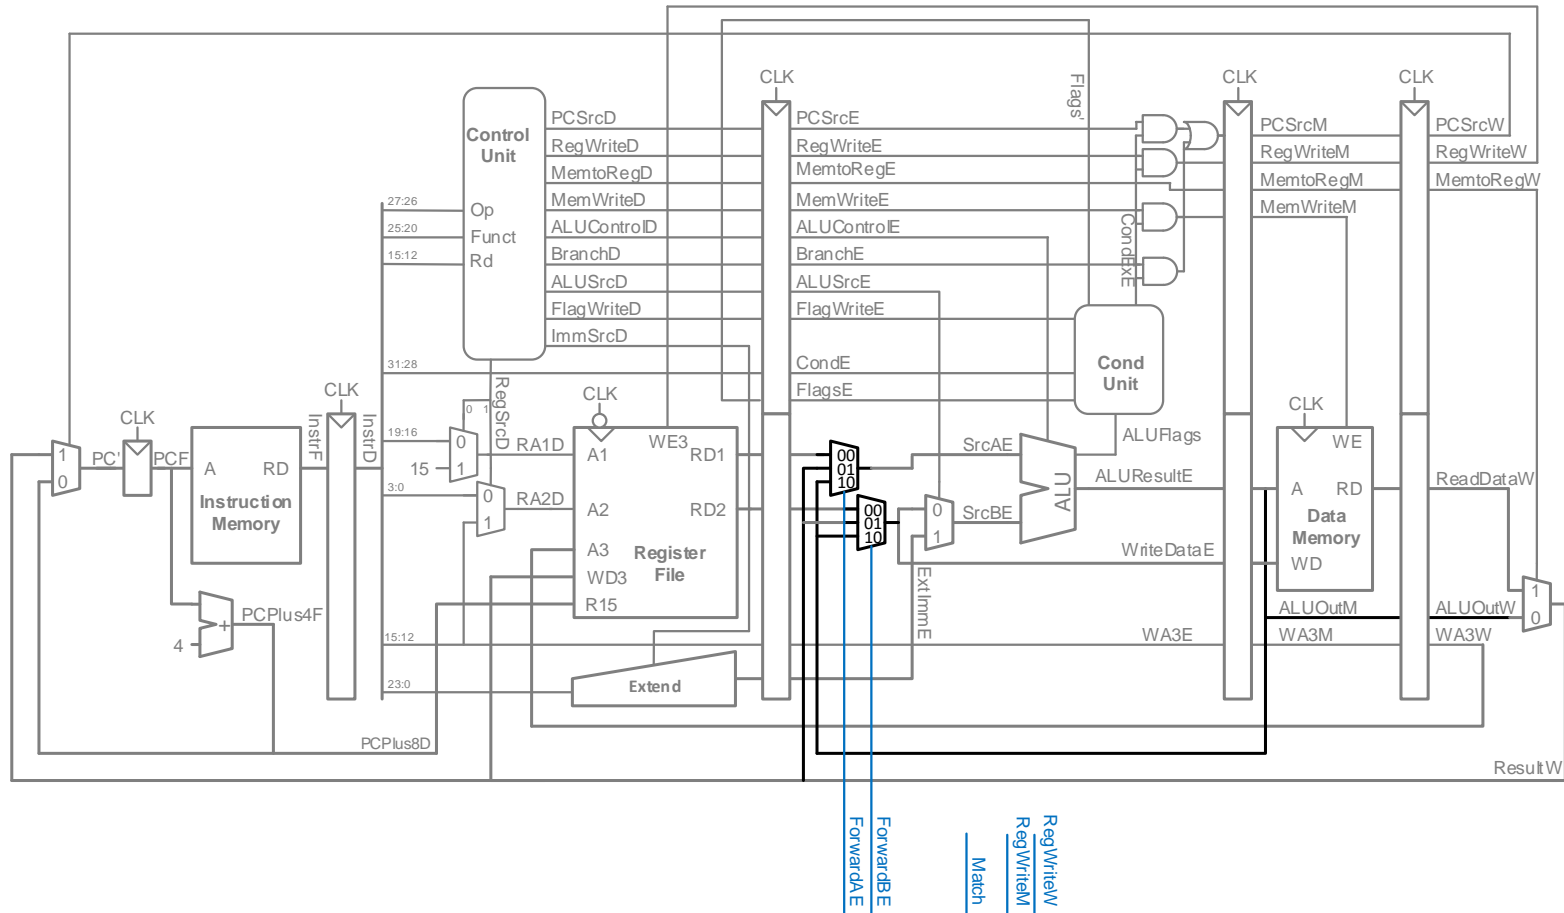 CLK
CLK
CLK
Flags'
Control
Unit
PCSrcD
RegWriteD
MemtoRegD
MemWriteD
ALUControlD
BranchD
ALUSrcD
FlagWriteD
ImmSrcD
PCSrcE
RegWriteE
MemtoRegE
MemWriteE
ALUControlE
BranchE
ALUSrcE
FlagWriteE
CondE
FlagsE
PCSrcM
RegWriteM
MemtoRegM
MemWriteM
PCSrcW
RegWriteW
MemtoRegW
27:26
Op
25:20
Funct
15:12
Rd
CondExE
Cond
Unit
31:28
RegSrcD
0 1
CLK
CLK
CLK
CLK
InstrF
InstrD
19:16
0
1
15
RA1D
3:0
0
1
RA2D
1
0
PC'
PCF
A
RD
Instruction
Memory
A1
WE3
RD1
A2
RD2
A3
Register
File
WD3
R15
00
01
10
00
01
10
SrcAE
0
1
SrcBE
ALU
ALUFlags
ALUResultE
WriteDataE
ExtImmE
A
RD
WE
Data
Memory
WD
ReadDataW
1
0
ALUOutM
ALUOutW
PCPlus4F
+
4
15:12
WA3E
WA3M
WA3W
23:0
Extend
PCPlus8D
ResultW
ForwardAE
ForwardBE
Match
RegWriteM
RegWriteW